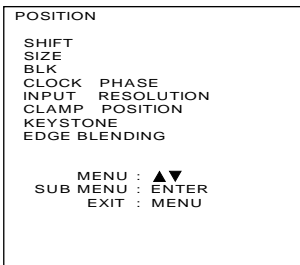 POSITION
SHIFT
SIZE
BLK
CLOCK PHASE
INPUT RESOLUTION
CLAMP POSITION
KEYSTONE
EDGE BLENDING
MENU : ▲▼
SUB MENU : ENTER
EXIT : MENU